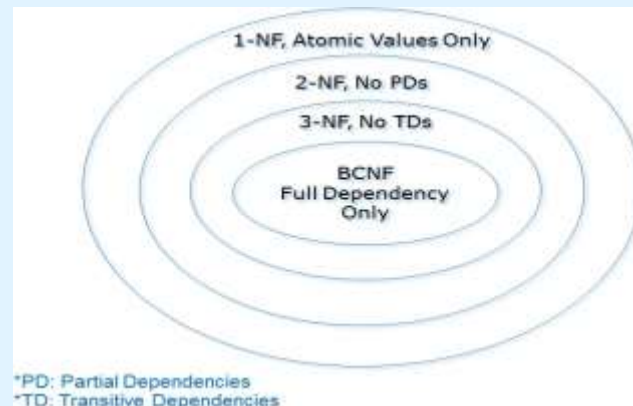 1-NF, Atomic Values Only
2-NF, No PDs
3-NF, No TDs
BCNF
Full Dependency
Only
*PD: Partial Dependencies
*TD: Transitive Dependencies